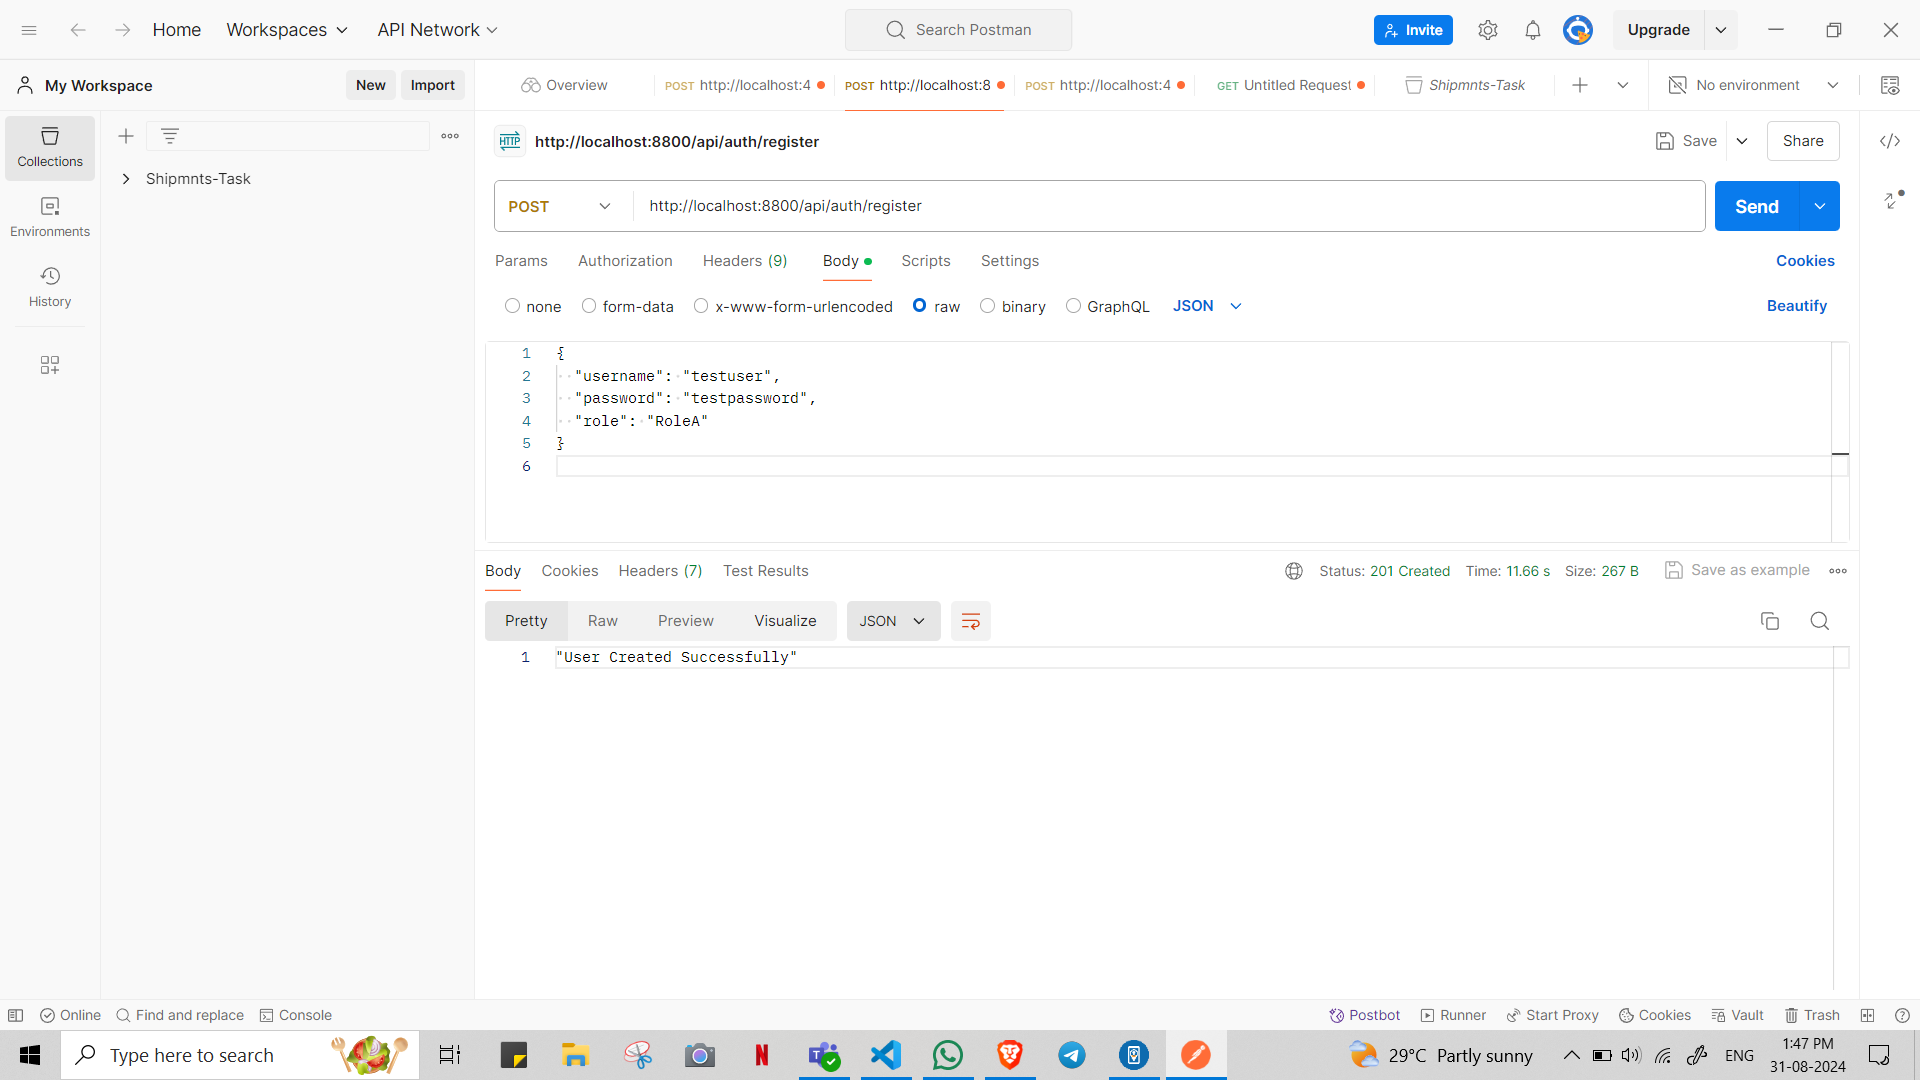 Home Workspaces API Network Search Postman Invite Upgrade
My Workspace New Import Overview POST http://localhost:4 POST http://localhost:8 POST http://localhost:4 GET Untitled Request Shipmnts-Task No environment
Collections
Shipmnts-Task
Environments
History
HTTP http://localhost:8800/api/auth/register Save Share
POST http://localhost:8800/api/auth/register Send
Params Authorization Headers (9) Body Scripts Settings Cookies
none form-data x-www-form-urlencoded raw binary GraphQL JSON Beautify
1 {
2 "username": "testuser",
3 "password": "testpassword",
4 "role": "RoleA"
5 }
6
Body Cookies Headers (7) Test Results Status: 201 Created Time: 11.66 s Size: 267 B Save as example
Pretty Raw Preview Visualize JSON
1 "User Created Successfully"
Online Find and replace Console Postbot Runner Start Proxy Cookies Vault Trash
Type here to search 29°C Partly sunny ENG 1:47 PM
31-08-2024